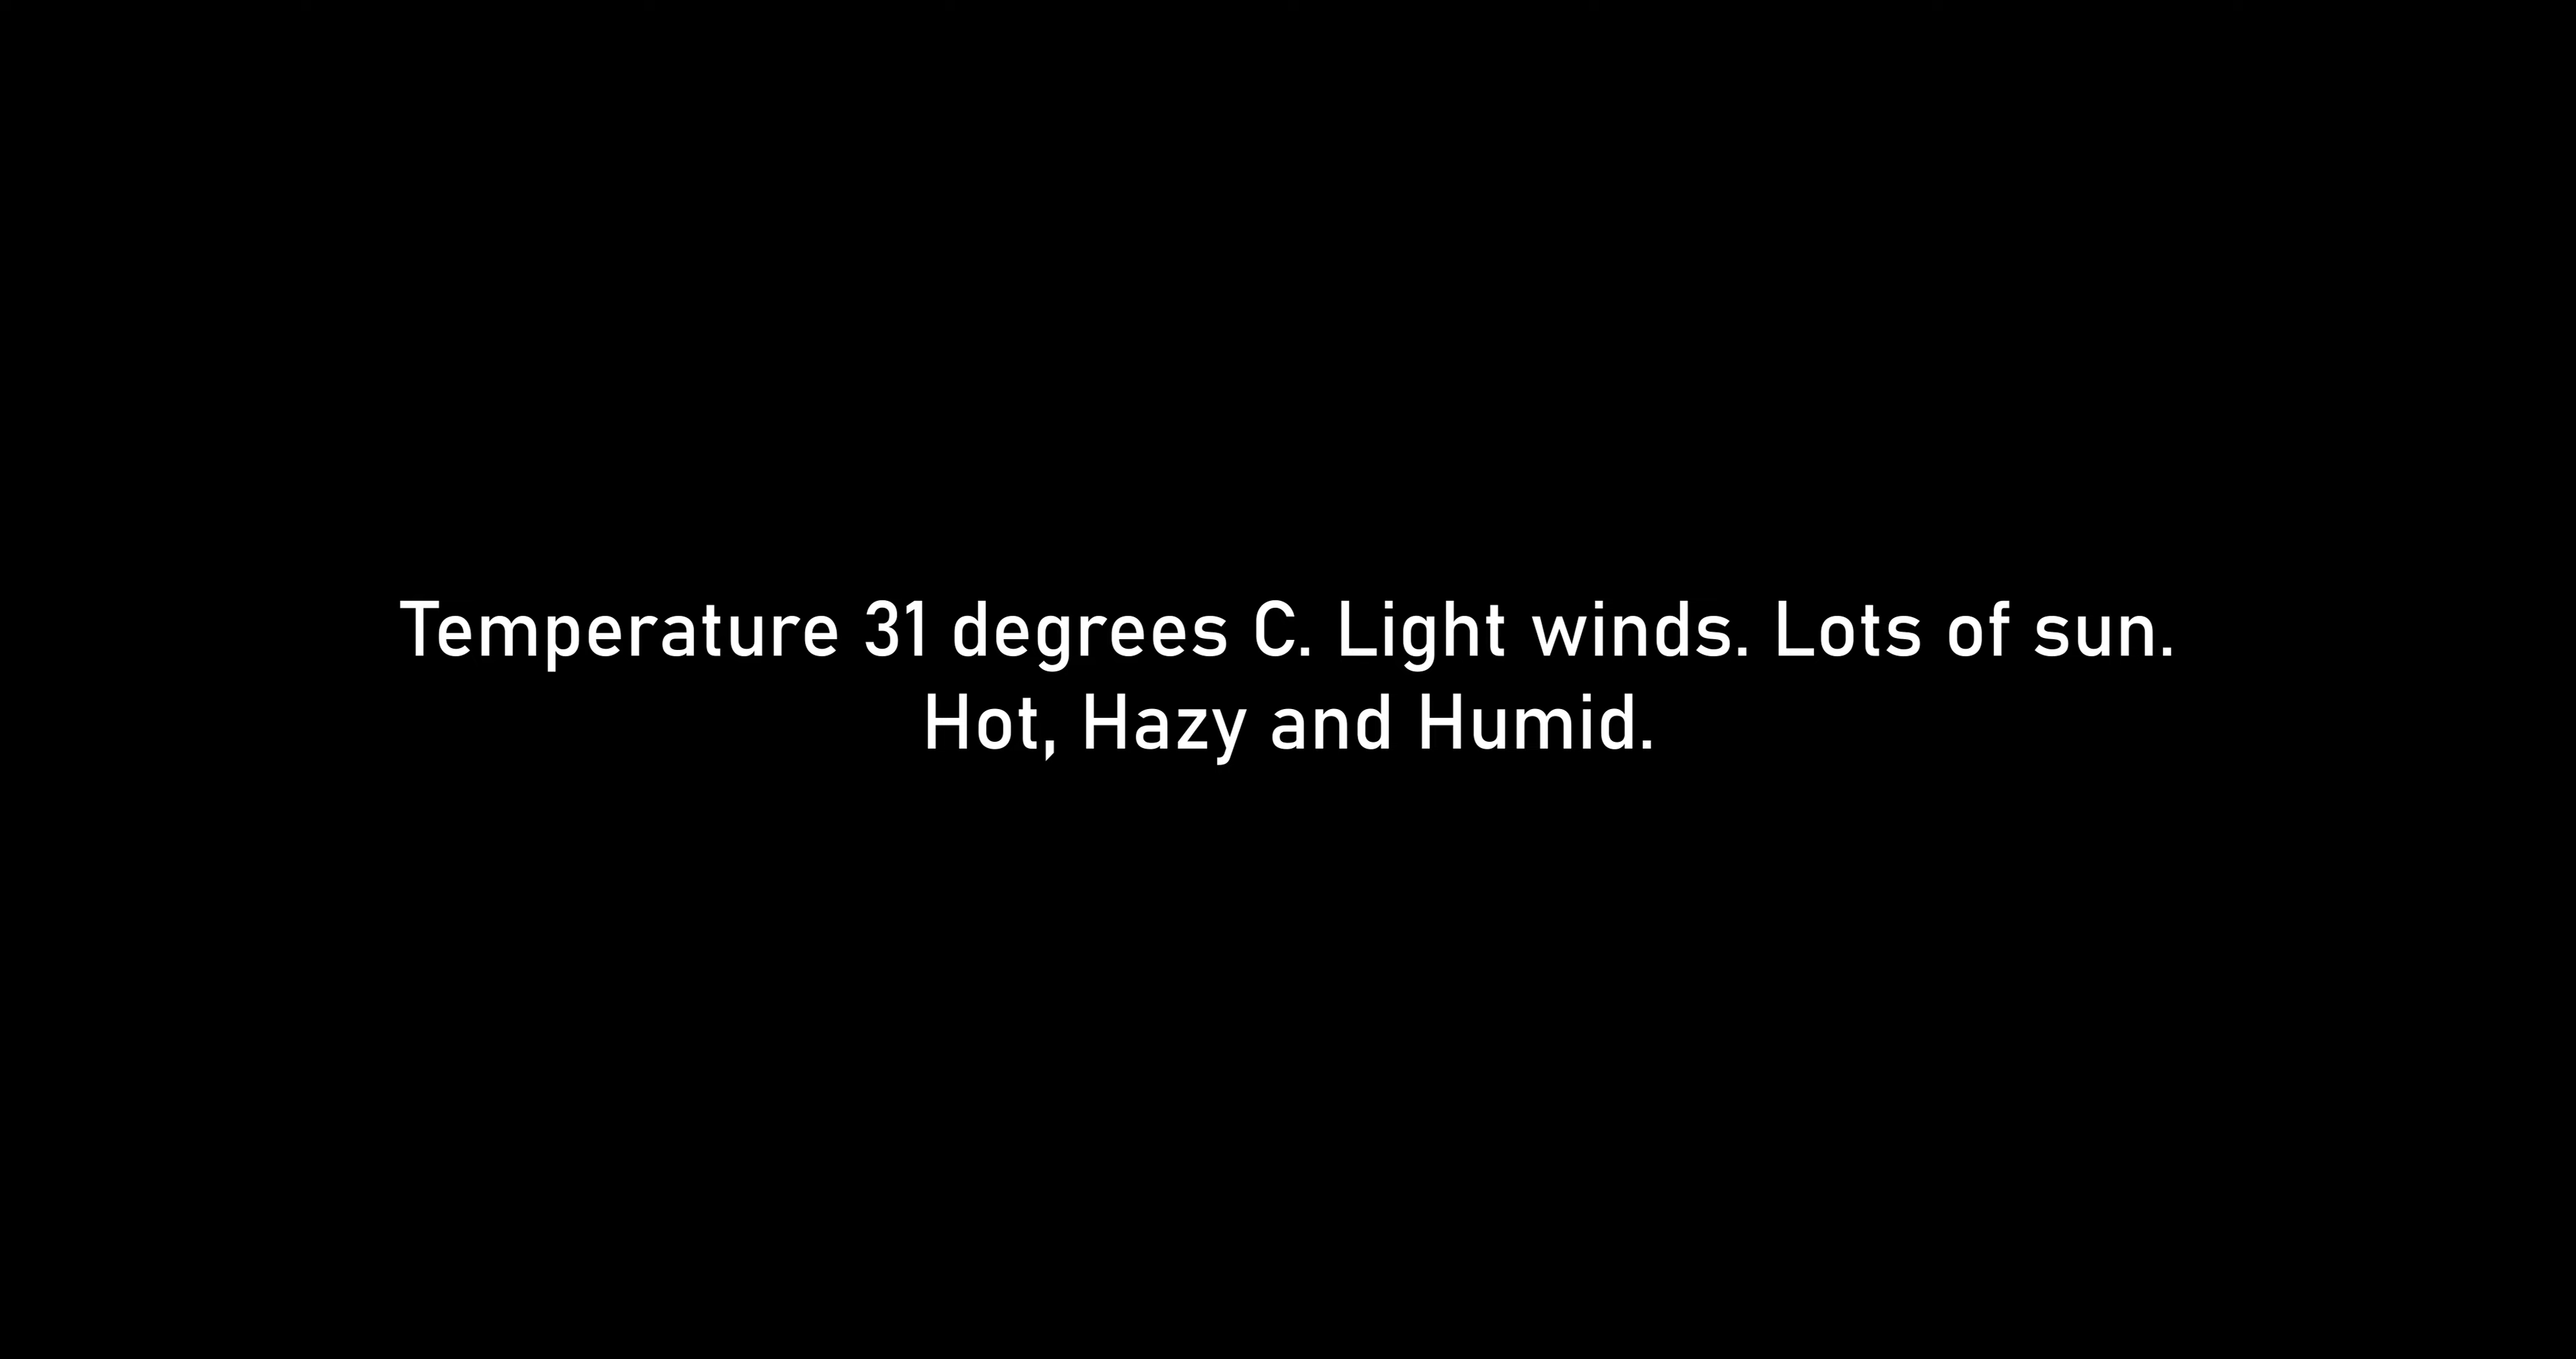 Temperature 31 degrees C. Light winds. Lots of sun.
Hot, Hazy and Humid.